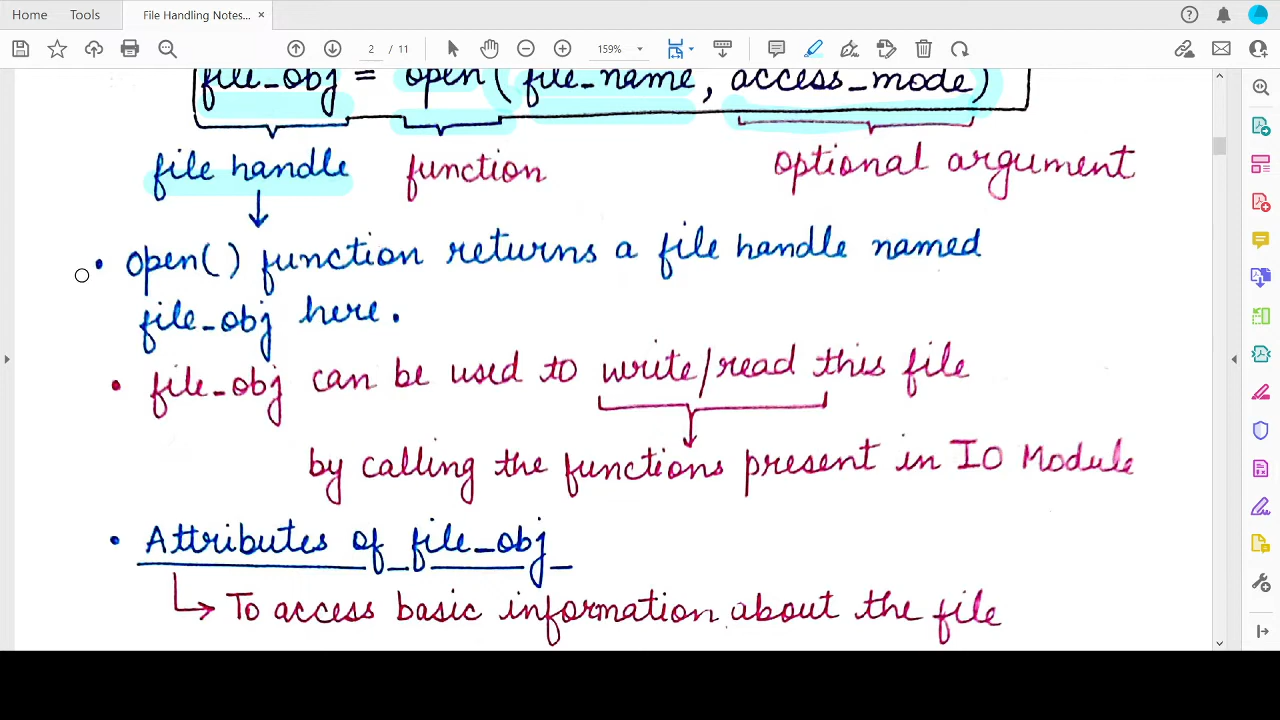 Home Tools File Handling Notes... ×
2 / 11 159%
file_obj = open( file_name, access_mode)
file handle function optional argument
• open() function returns a file handle named
file_obj here.
• file_obj can be used to write/read this file
by calling the functions present in IO Module
• Attributes of file_obj
To access basic information about the file